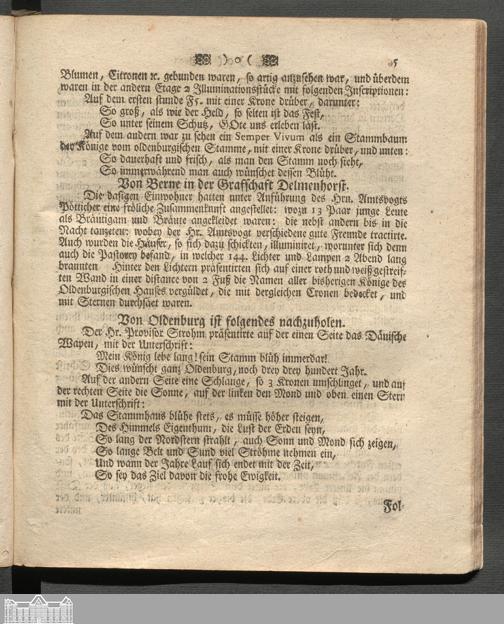 ) o ( 5
Blumen, Citronen ꝛc. gebunden waren, so artig anzusehen war, und überdem
waren in der andern Etage 2 Illuminationsstücke mit folgenden Inscriptionen:
Auf dem ersten stunde F5. mit einer Krone drüber, darunter:
So groß, als wie der Held, so selten ist das Fest,
So unter seinem Schutz, GOtt uns erleben läst.
Auf dem andern war zu sehen ein Semper Vivum als ein Stammbaum
der Könige vom oldenburgischen Stamme, mit einer Krone drüber, und unten:
So dauerhaft und frisch, als man den Stamm noch sieht,
So immerwährend man auch wünschet dessen Blüht.
Von Berne in der Graffschaft Delmenhorst.
Die dasigen Einwohner hatten unter Anführung des Hrn. Amtsvogts
Pötticher eine fröliche Zusammenkunft angestellet: wozu 13 Paar junge Leute
als Bräutigam und Bräute angekleidet waren: die nebst andern bis in die
Nacht tanzeten: wobey der Hr. Amtsvogt verschiedene gute Freunde tractirte.
Auch wurden die Häuser, so sich dazu schickten, illuminiret, worunter sich denn
auch die Pastorey befand, in welcher 144. Lichter und Lampen 2 Abend lang
brannten Hinter den Lichtern präsentirten sich auf einer roth und weiß gestreif-
ten Wand in einer distance von 2 Fuß die Namen aller bisherigen Könige des
Oldenburgischen Hauses vergüldet, die mit dergleichen Cronen bedecket, und
mit Sternen durchsäet waren.
Von Oldenburg ist folgendes nachzuholen.
Der Hr. Provisor Strohm präsentirte auf der einen Seite das Dänische
Wapen, mit der Unterschrift:
Mein König lebe lang! sein Stamm blüh immerdar!
Dies wünscht ganz Oldenburg, noch drey drey hundert Jahr.
Auf der andern Seite eine Schlange, so 3 Kronen umschlinget, und auf
der rechten Seite die Sonne, auf der linken den Mond und oben einen Stern
mit der Unterschrift:
Das Stammhaus blühe stets, es müsse höher steigen,
Des Himmels Eigenthum, die Lust der Erden seyn,
So lang der Nordstern strahlt, auch Sonn und Mond sich zeigen,
So lange Belt und Sund viel Ströhme nehmen ein,
Und wann der Jahre Lauf sich endet mit der Zeit,
So sey das Ziel davon die frohe Ewigkeit.
Fol-